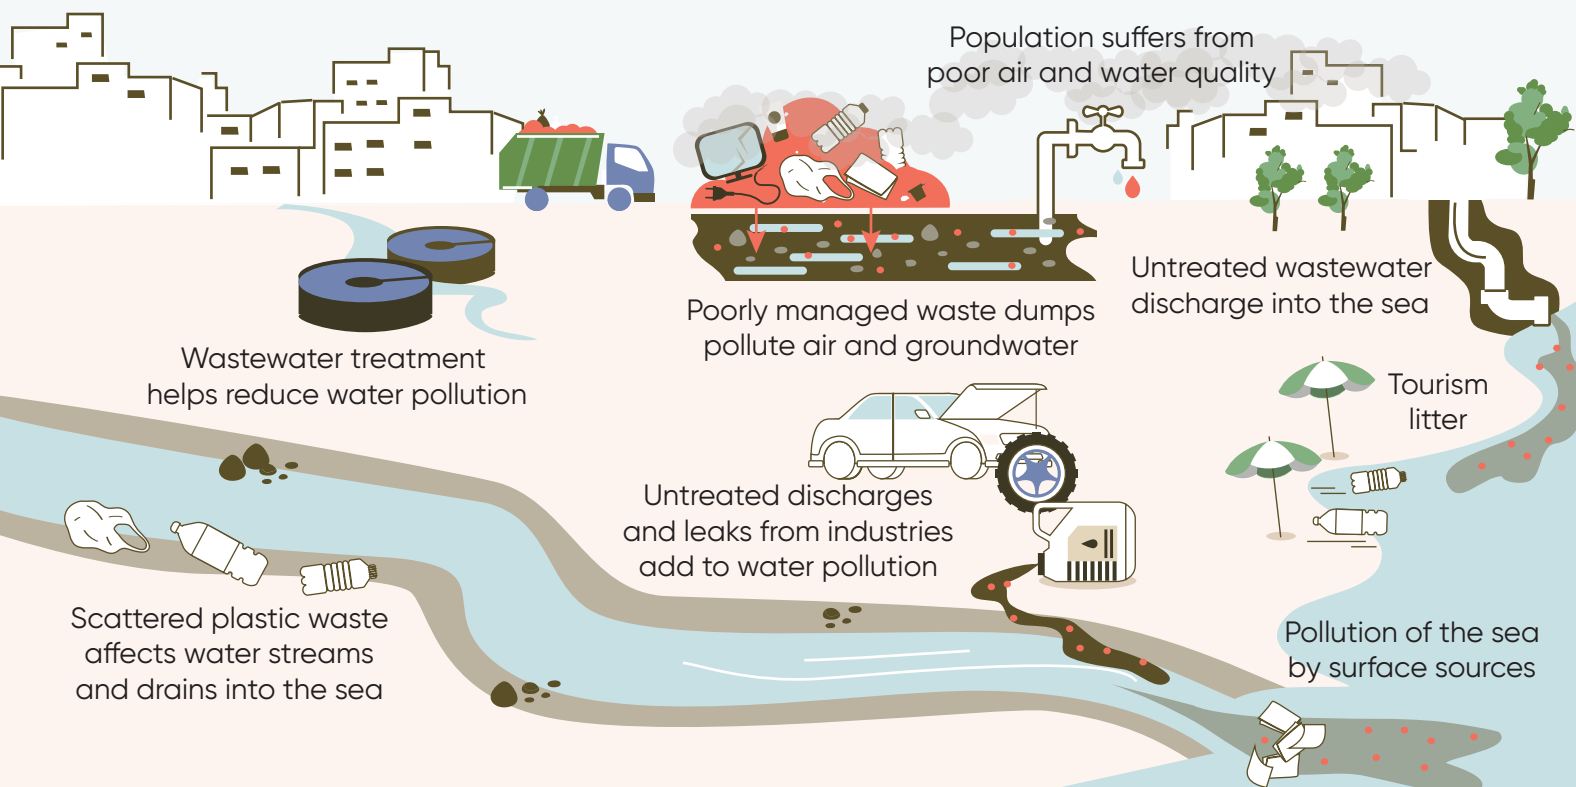 Population suffers from
poor air and water quality
Untreated wastewater
discharge into the sea
Poorly managed waste dumps
pollute air and groundwater
Wastewater treatment
helps reduce water pollution
Tourism
litter
Untreated discharges
and leaks from industries
add to water pollution
Scattered plastic waste
affects water streams
and drains into the sea
Pollution of the sea
by surface sources